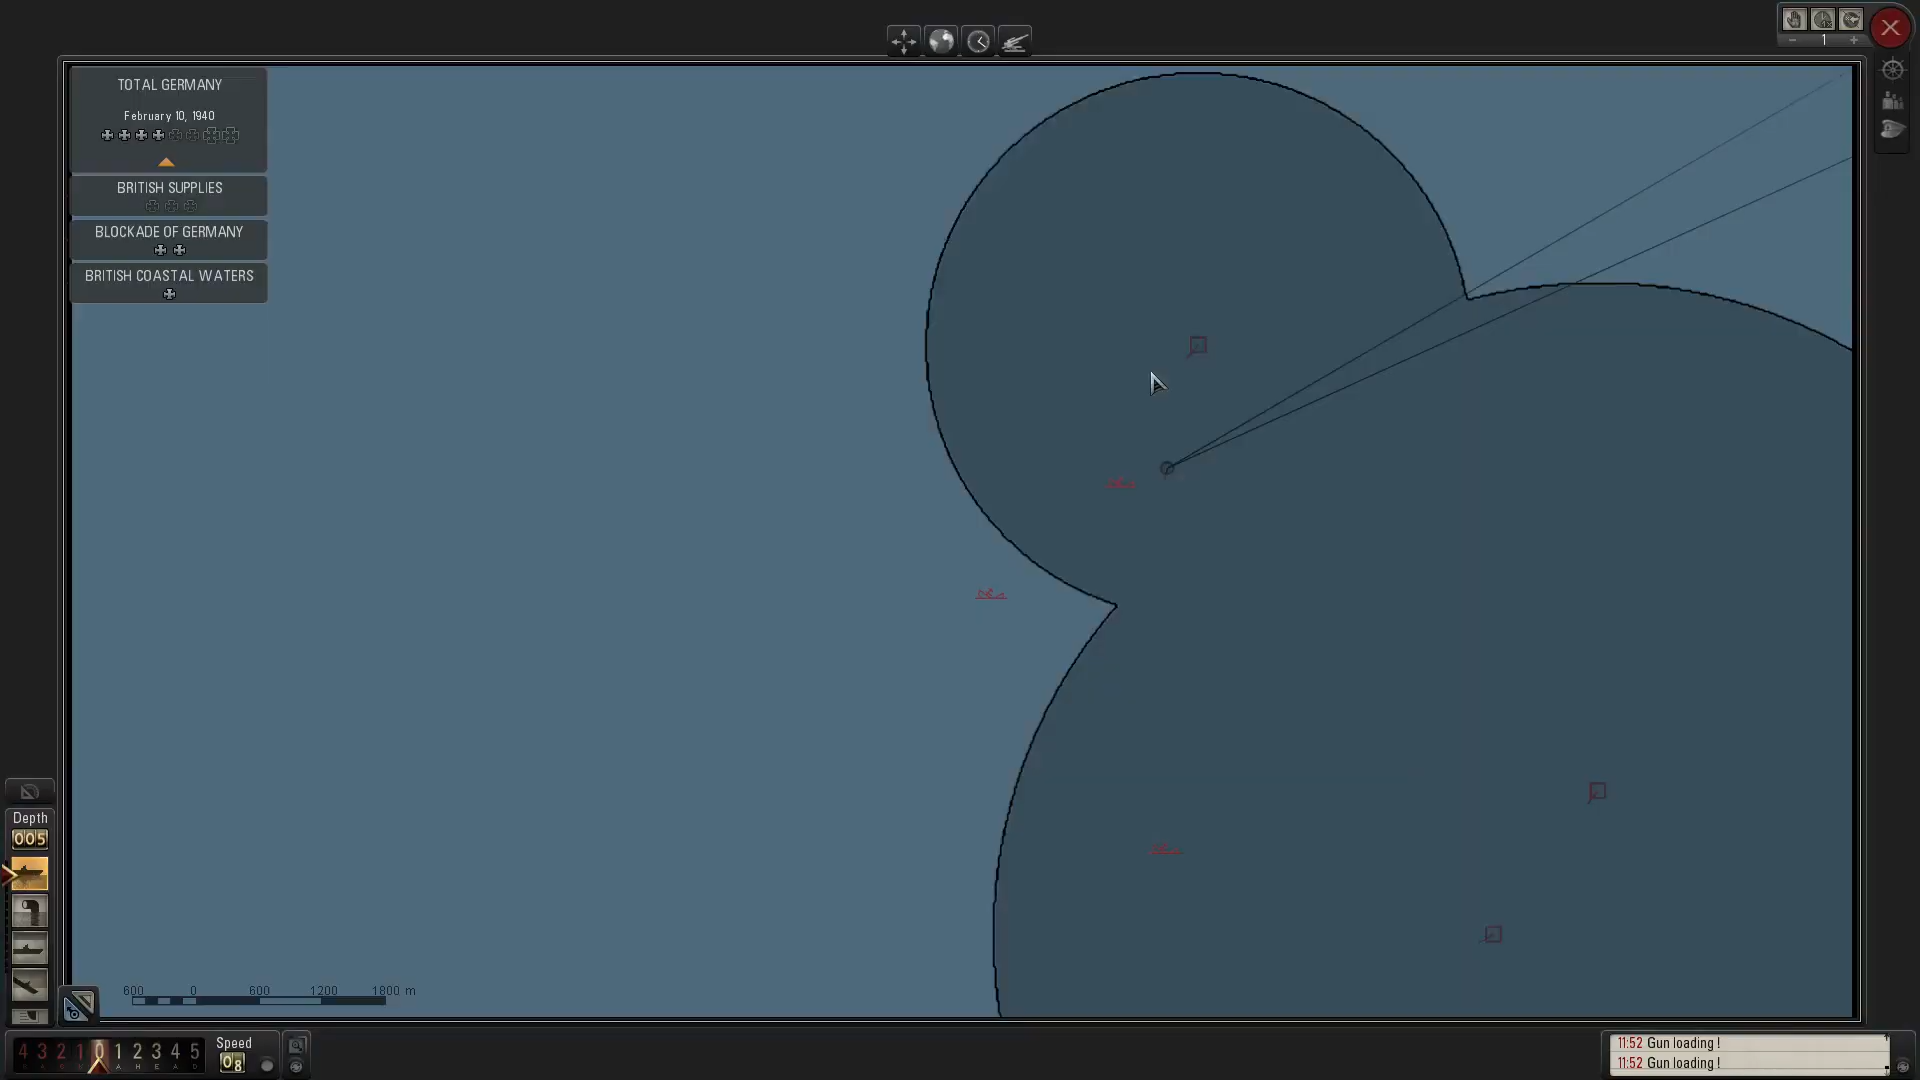 1
TOTAL GERMANY
February 10, 1940
BRITISH SUPPLIES
BLOCKADE OF GERMANY
BRITISH COASTAL WATERS
Depth
005
600 0 600 1200 1800 m
4 3 2 1 0 1 2 3 4 5
AHEAD
Speed
08
11:52 Gun loading !
11:52 Gun loading !